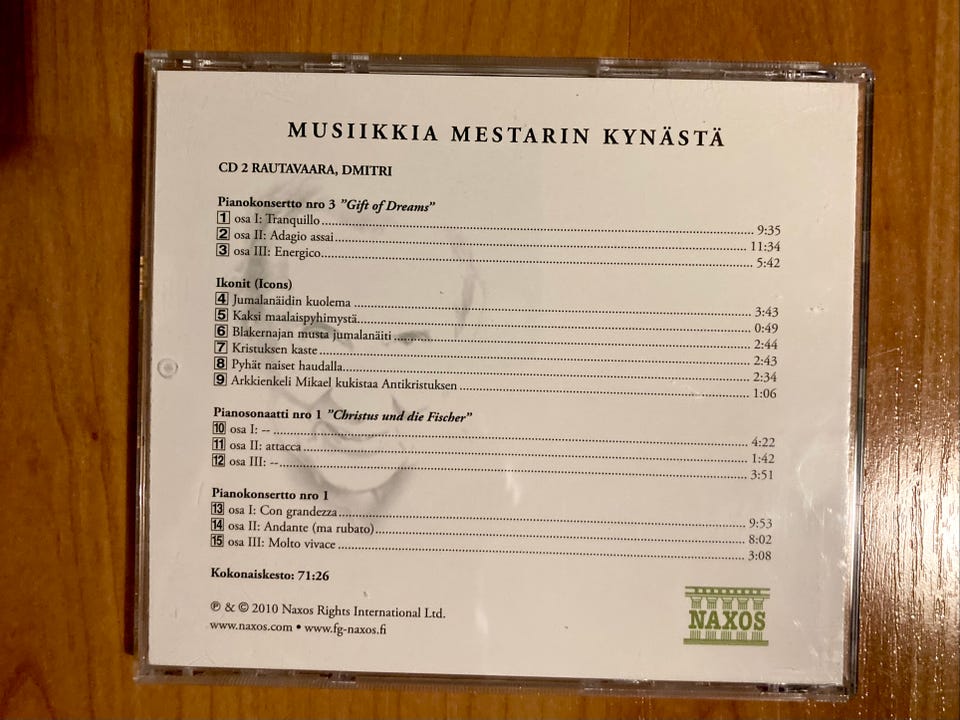 MUSIIKKIA MESTARIN KYNÄSTÄ
CD 2 RAUTAVAARA, DMITRI
Pianokonsertto nro 3 ”Gift of Dreams”
1 osa I: Tranquillo 9:35
2 osa II: Adagio assai 11:34
3 osa III: Energico 5:42
Ikonit (Icons)
4 Jumalanäidin kuolema 3:43
5 Kaksi maalaispyhimystä 0:49
6 Blakernajan musta jumalanäiti 2:44
7 Kristuksen kaste 2:43
8 Pyhät naiset haudalla 2:34
9 Arkkienkeli Mikael kukistaa Antikristuksen 1:06
Pianosonaatti nro 1 ”Christus und die Fischer”
10 osa I: -- 4:22
11 osa II: attacca 1:42
12 osa III: -- 3:51
Pianokonsertto nro 1
13 osa I: Con grandezza 9:53
14 osa II: Andante (ma rubato) 8:02
15 osa III: Molto vivace 3:08
Kokonaiskesto: 71:26
℗ & © 2010 Naxos Rights International Ltd.
www.naxos.com • www.fg-naxos.fi
NAXOS